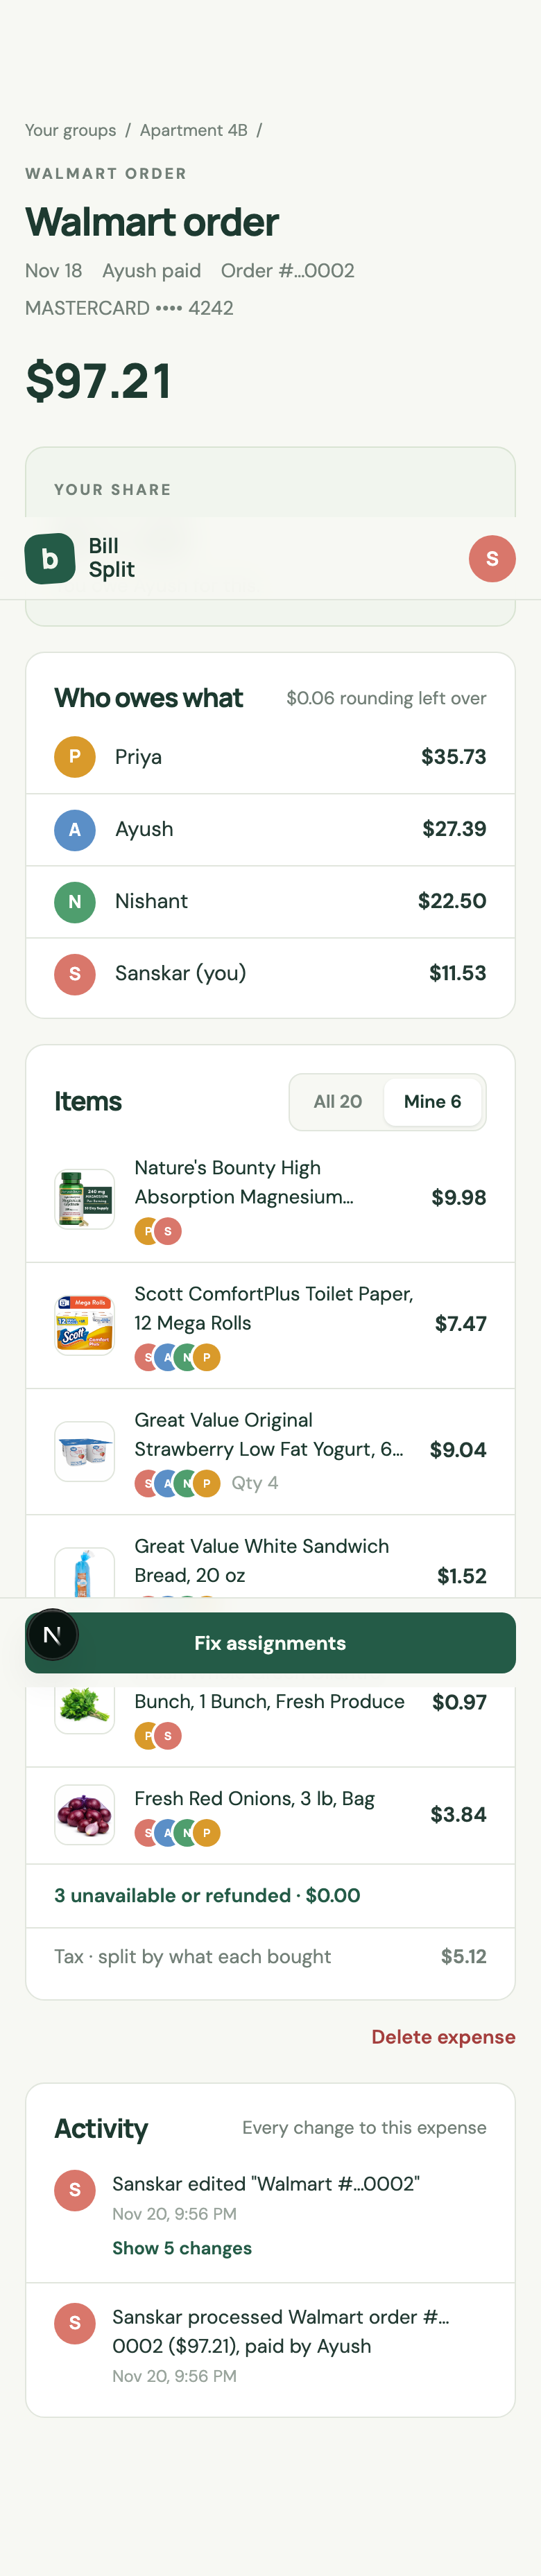 Your groups / Apartment 4B /
WALMART ORDER
Walmart order
Nov 18 Ayush paid Order #…0002
MASTERCARD •••• 4242
$97.21
YOUR SHARE
b
Bill
Split
S
Who owes what
$0.06 rounding left over
P Priya $35.73
A Ayush $27.39
N Nishant $22.50
S Sanskar (you) $11.53
Items
All 20
Mine 6
Nature's Bounty High
Absorption Magnesium…
$9.98
P S
Scott ComfortPlus Toilet Paper,
12 Mega Rolls
$7.47
S A N P
Great Value Original
Strawberry Low Fat Yogurt, 6…
$9.04
S A N P Qty 4
Great Value White Sandwich
Bread, 20 oz
$1.52
N
Fix assignments
Bunch, 1 Bunch, Fresh Produce
$0.97
P S
Fresh Red Onions, 3 lb, Bag
$3.84
S A N P
3 unavailable or refunded · $0.00
Tax · split by what each bought $5.12
Delete expense
Activity
Every change to this expense
S
Sanskar edited "Walmart #…0002"
Nov 20, 9:56 PM
Show 5 changes
S
Sanskar processed Walmart order #…
0002 ($97.21), paid by Ayush
Nov 20, 9:56 PM